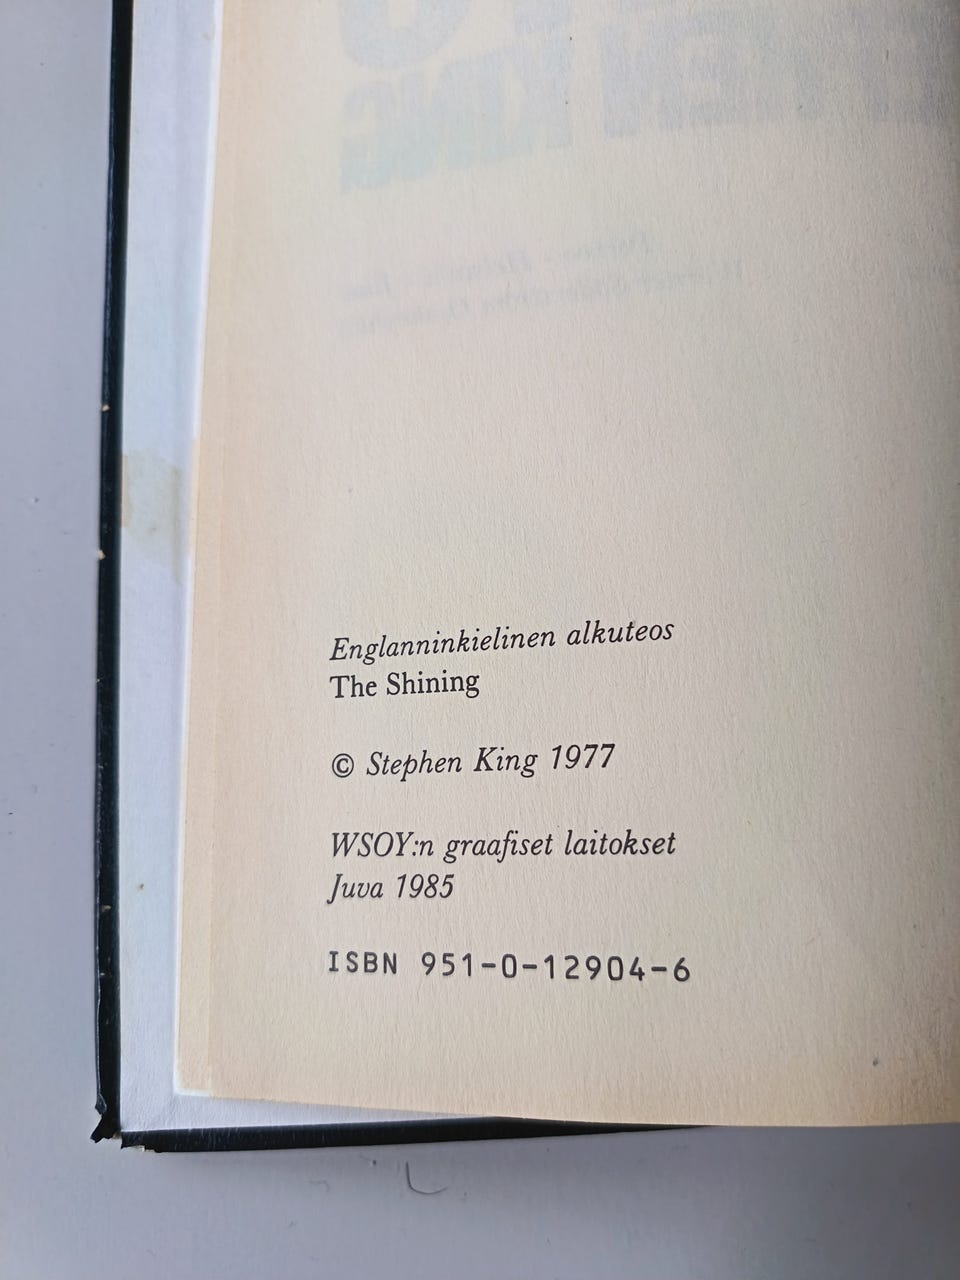 Englanninkielinen alkuteos
The Shining
© Stephen King 1977
WSOY:n graafiset laitokset
Juva 1985
ISBN 951-0-12904-6